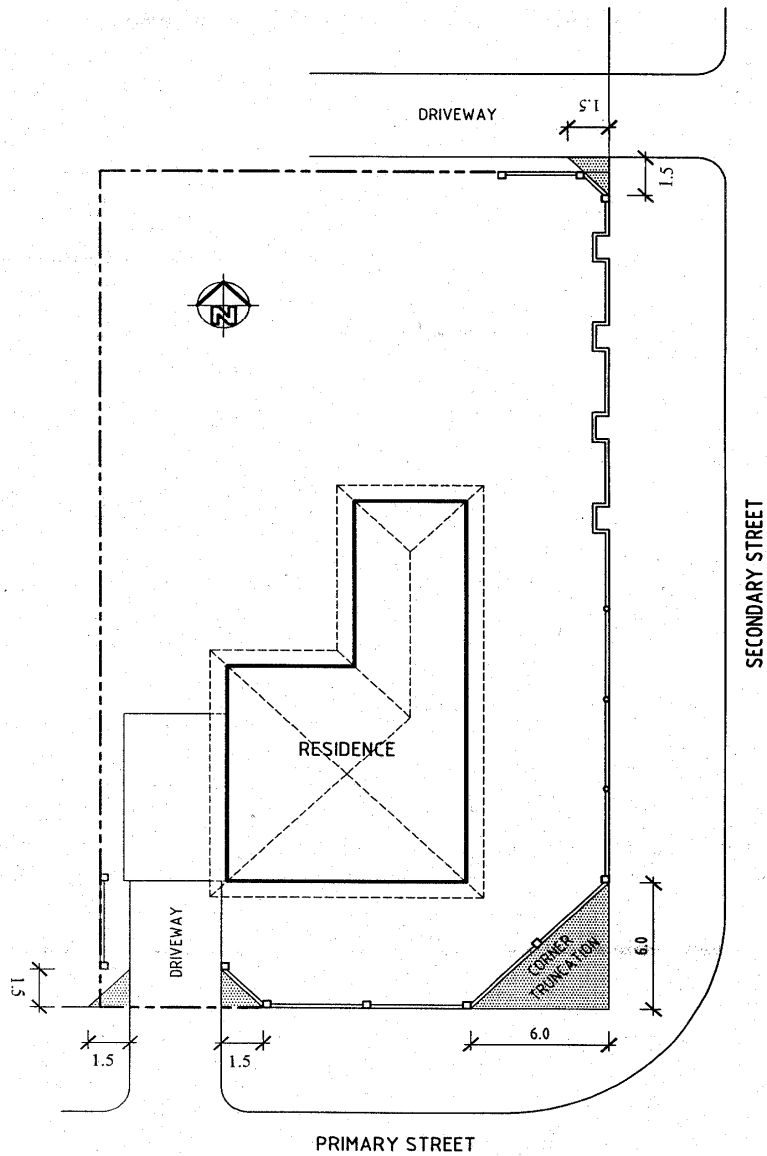 DRIVEWAY
1.5
1.5
N
SECONDARY STREET
RESIDENCE
DRIVEWAY
CORNER
TRUNCATION
6.0
1.5
1.5
1.5
6.0
PRIMARY STREET